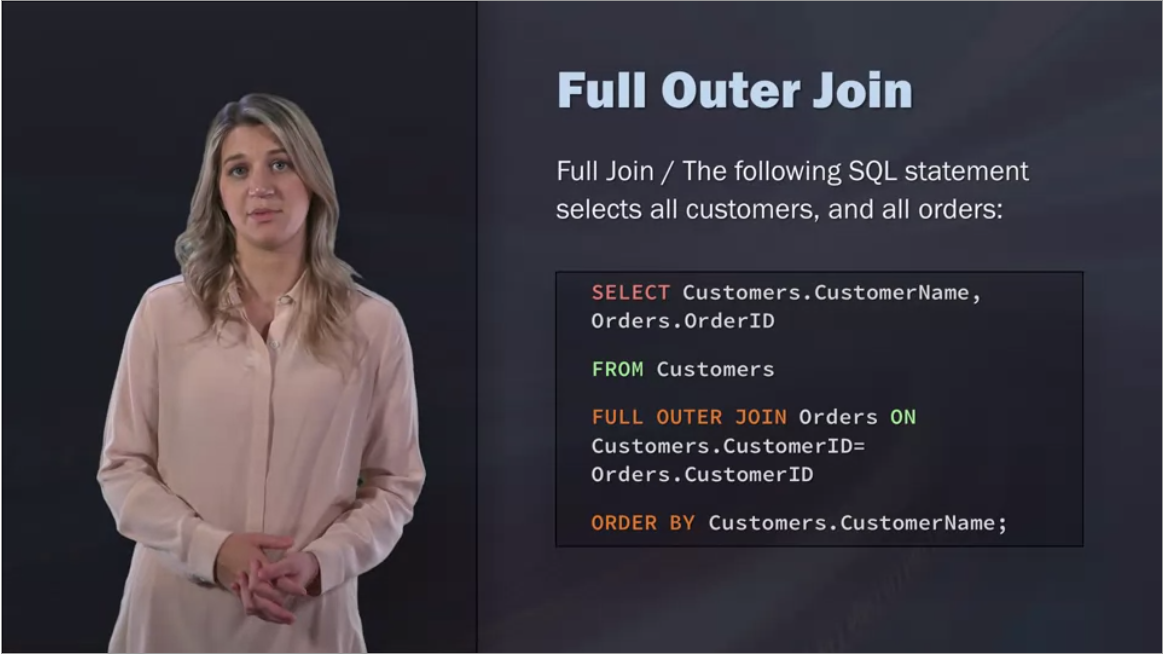 Full Outer Join
Full Join / The following SQL statement
selects all customers, and all orders:
SELECT Customers.CustomerName,
Orders.OrderID
FROM Customers
FULL OUTER JOIN Orders ON
Customers.CustomerID=
Orders.CustomerID
ORDER BY Customers.CustomerName;